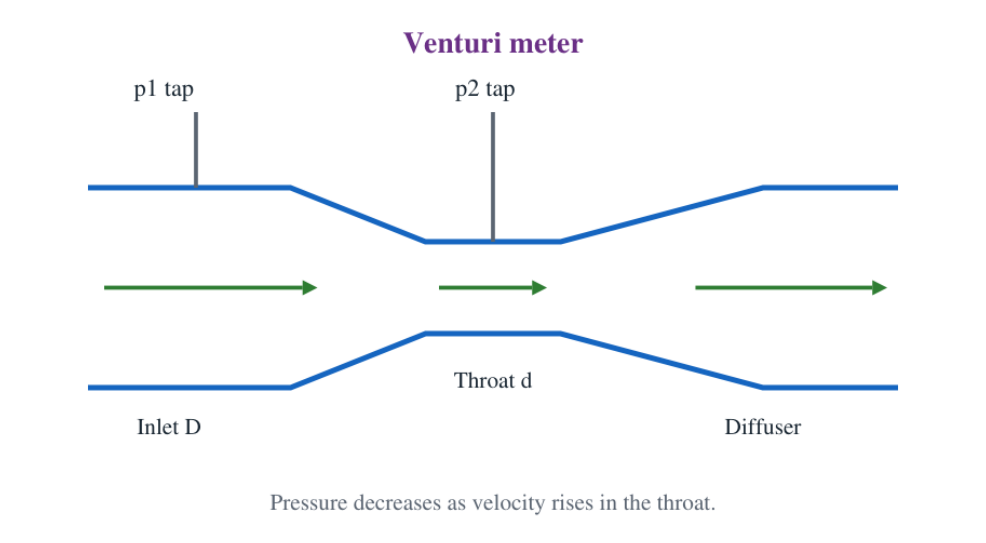 Venturi meter
p1 tap
p2 tap
Throat d
Inlet D
Diffuser
Pressure decreases as velocity rises in the throat.